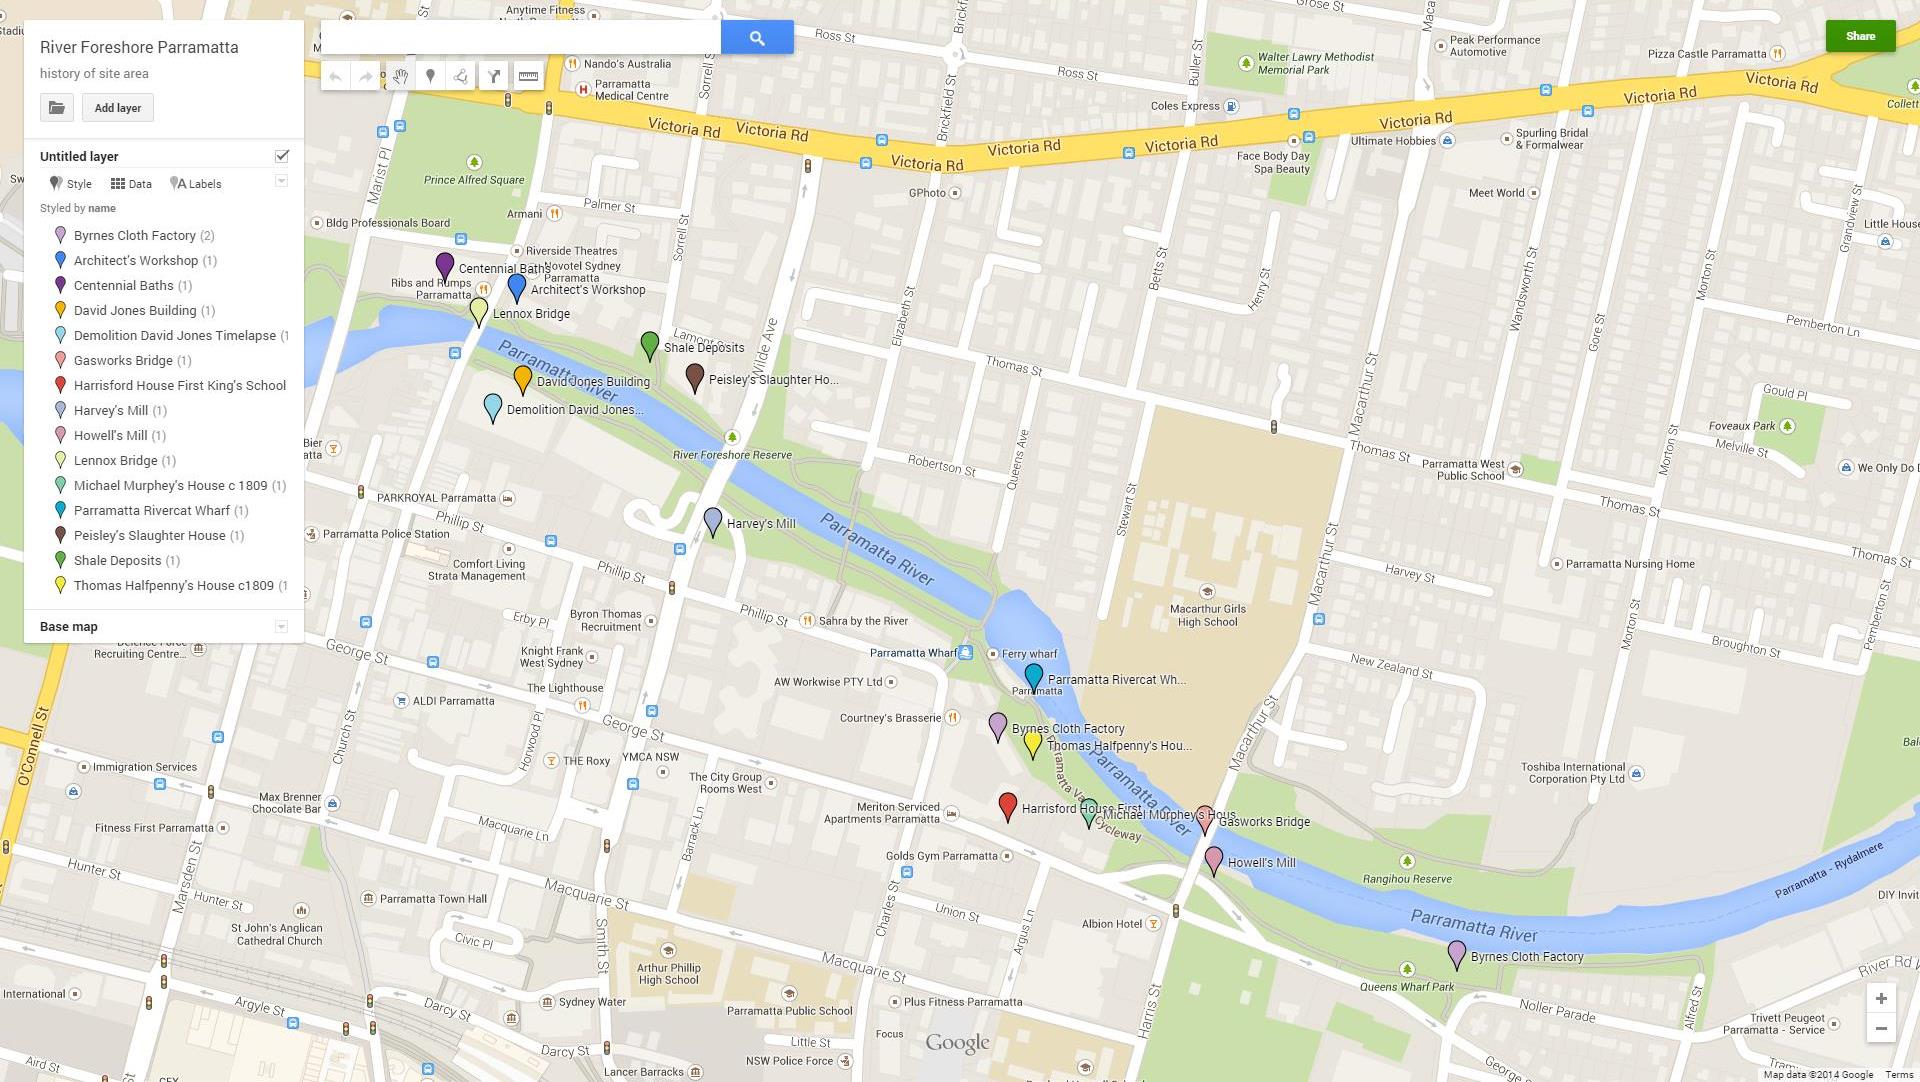 River Foreshore Parramatta
history of site area
Add layer
Untitled layer
Style
Data
Labels
Styled by name
Byrnes Cloth Factory (2)
Architect's Workshop (1)
Centennial Baths (1)
David Jones Building (1)
Demolition David Jones Timelapse (1
Gasworks Bridge (1)
Harrisford House First King's School
Harvey's Mill (1)
Howell's Mill (1)
Lennox Bridge (1)
Michael Murphey's House c 1809 (1)
Parramatta Rivercat Wharf (1)
Peisley's Slaughter House (1)
Shale Deposits (1)
Thomas Halfpenny's House c1809 (1
Base map
Share
Anytime Fitness
Nando's Australia
Parramatta
Medical Centre
Ross St
Ross St
Grose St
Sorrell St
Brickfield St
Buller St
Walter Lawry Methodist
Memorial Park
Peak Performance
Automotive
Pizza Castle Parramatta
Coles Express
Victoria Rd
Victoria Rd
Victoria Rd
Victoria Rd
Victoria Rd
Victoria Rd
Victoria Rd
Victoria Rd
Ultimate Hobbies
Spurling Bridal
& Formalwear
Face Body Day
Spa Beauty
Marist Pl
Prince Alfred Square
Palmer St
Armani
GPhoto
Meet World
Bldg Professionals Board
Riverside Theatres
Sorrell St
Betts St
Henry St
Wandsworth St
Morton St
Grandview St
Little House
Centennial Baths
Novotel Sydney
Parramatta
Ribs and Rumps
Parramatta
Architect's Workshop
Lennox Bridge
Elizabeth St
Gore St
Pemberton Ln
Lamont St
Wilde Ave
Shale Deposits
Parramatta River
David Jones Building
Peisley's Slaughter Ho...
Thomas St
Macarthur St
Demolition David Jones...
Gould Pl
Foveaux Park
Melville St
River Foreshore Reserve
Robertson St
Queens Ave
Thomas St
Morton St
Parramatta West
Public School
We Only Do
PARKROYAL Parramatta
Phillip St
Stewart St
Thomas St
Harvey's Mill
Parramatta Police Station
Parramatta River
Macarthur St
Thomas St
Comfort Living
Strata Management
Phillip St
Harvey St
Parramatta Nursing Home
Erby Pl
Byron Thomas
Recruitment
Phillip St
Sahra by the River
Macarthur Girls
High School
Morton St
Pemberton St
Defence Force
Recruiting Centre...
George St
Knight Frank
West Sydney
Parramatta Wharf
Ferry wharf
Broughton St
New Zealand St
AW Workwise PTY Ltd
Parramatta Rivercat Wh...
Parramatta
The Lighthouse
ALDI Parramatta
O'Connell St
Church St
Horwood Pl
George St
Courtney's Brasserie
Byrnes Cloth Factory
Thomas Halfpenny's Hou...
Macarthur St
Immigration Services
THE Roxy
YMCA NSW
The City Group
Rooms West
Parramatta River
Toshiba International
Corporation Pty Ltd
Max Brenner
Chocolate Bar
Meriton Serviced
Apartments Parramatta
Harrisford House First
Michael Murphey's Hous
Cycleway
Gasworks Bridge
Fitness First Parramatta
Macquarie Ln
Barrack Ln
Golds Gym Parramatta
Howell's Mill
Rangihou Reserve
Parramatta - Rydalmere
Hunter St
Marsden St
Hunter St
Parramatta Town Hall
Macquarie St
Charles St
Union St
Argus Ln
Albion Hotel
Parramatta River
DIY Invit
St John's Anglican
Cathedral Church
Civic Pl
Smith St
Arthur Phillip
High School
Macquarie St
Byrnes Cloth Factory
River Rd W
Queens Wharf Park
International
Argyle St
Darcy St
Sydney Water
Parramatta Public School
Plus Fitness Parramatta
Harris St
Noller Parade
Alfred St
Trivett Peugeot
Parramatta - Service
Focus
Google
Darcy St
Little St
NSW Police Force
Aird St
Lancer Barracks
George St
Map data ©2014 Google
Terms